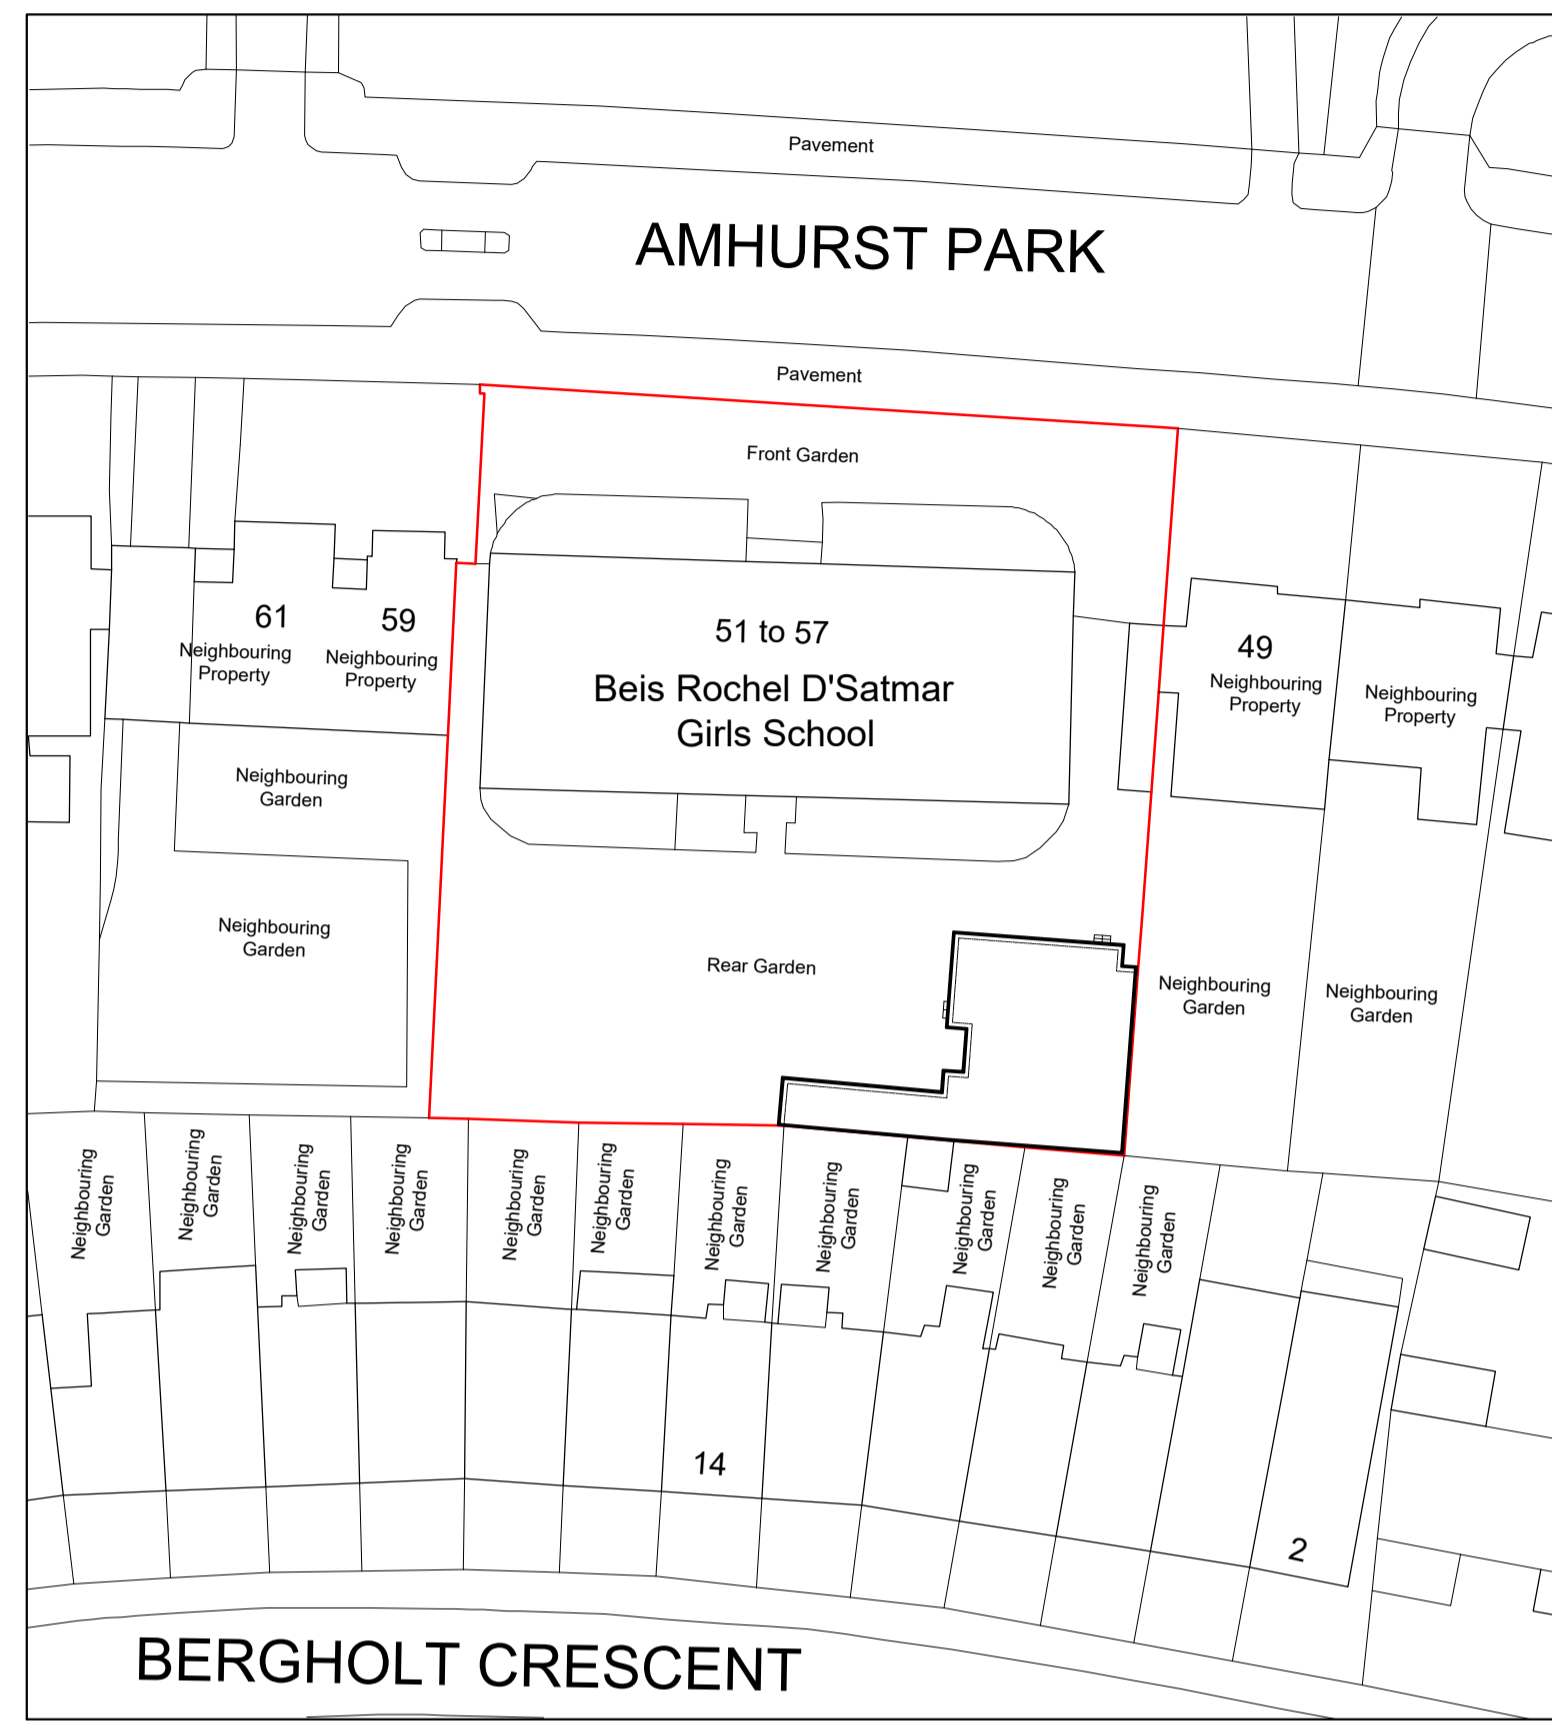 Pavement
AMHURST PARK
Pavement
Front Garden
61
Neighbouring
Property
59
Neighbouring
Property
51 to 57
Beis Rochel D'Satmar
Girls School
49
Neighbouring
Property
Neighbouring
Property
Neighbouring
Garden
Neighbouring
Garden
Rear Garden
Neighbouring
Garden
Neighbouring
Garden
Neighbouring
Garden
Neighbouring
Garden
Neighbouring
Garden
Neighbouring
Garden
Neighbouring
Garden
Neighbouring
Garden
Neighbouring
Garden
Neighbouring
Garden
Neighbouring
Garden
Neighbouring
Garden
Neighbouring
Garden
14
2
BERGHOLT CRESCENT